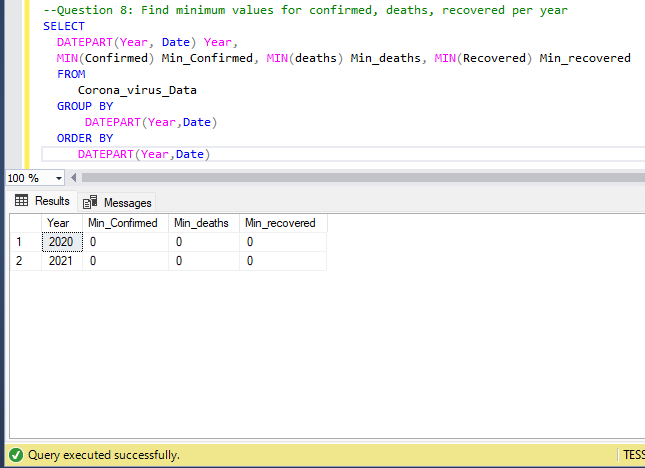 --Question 8: Find minimum values for confirmed, deaths, recovered per year
SELECT
DATEPART(Year, Date) Year,
MIN(Confirmed) Min_Confirmed, MIN(deaths) Min_deaths, MIN(Recovered) Min_recovered
FROM
Corona_virus_Data
GROUP BY
DATEPART(Year,Date)
ORDER BY
DATEPART(Year,Date)
100 %
Results Messages
Year Min_Confirmed Min_deaths Min_recovered
1 2020 0 0 0
2 2021 0 0 0
Query executed successfully. TESS